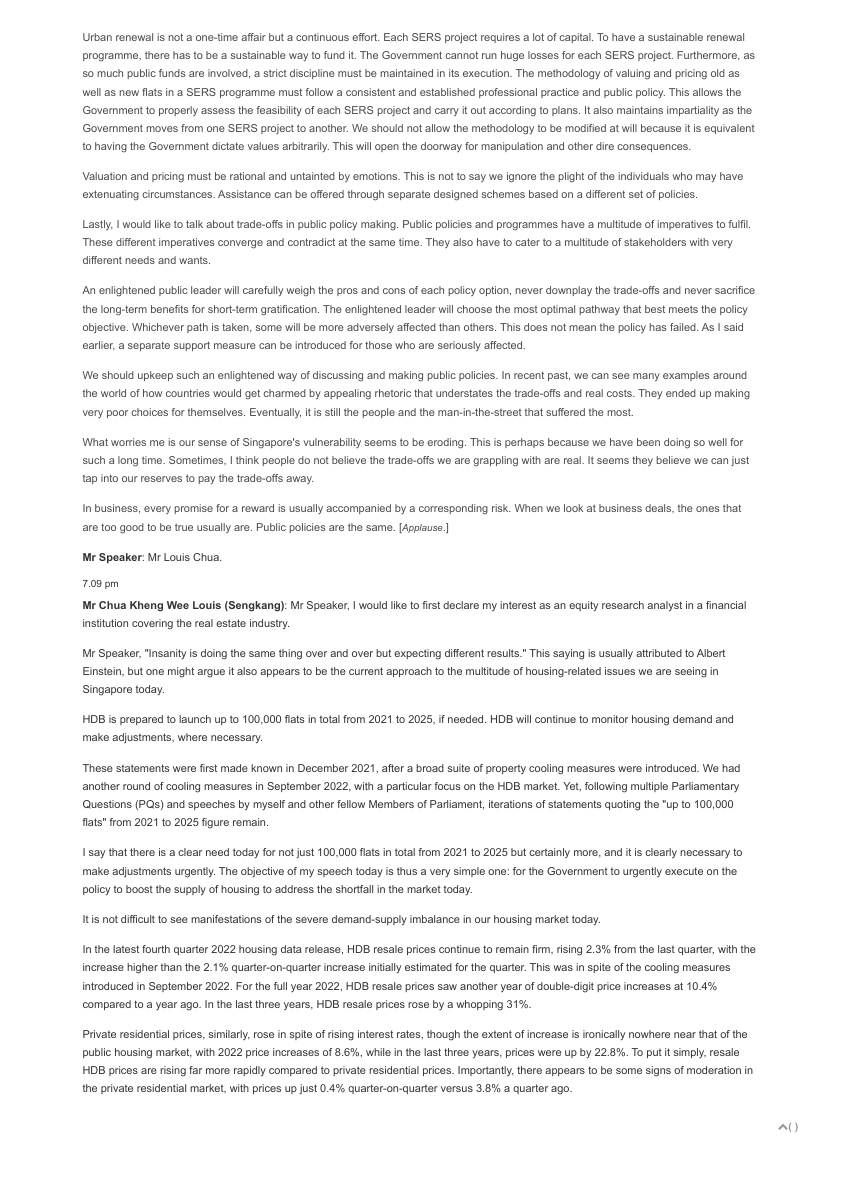 Urban renewal is not a one-time affair but a continuous effort. Each SERS project requires a lot of capital. To have a sustainable renewal
programme, there has to be a sustainable way to fund it. The Government cannot run huge losses for each SERS project. Furthermore, as
so much public funds are involved, a strict discipline must be maintained in its execution. The methodology of valuing and pricing old as
well as new flats in a SERS programme must follow a consistent and established professional practice and public policy. This allows the
Government to properly assess the feasibility of each SERS project and carry it out according to plans. It also maintains impartiality as the
Government moves from one SERS project to another. We should not allow the methodology to be modified at will because it is equivalent
to having the Government dictate values arbitrarily. This will open the doorway for manipulation and other dire consequences.
Valuation and pricing must be rational and untainted by emotions. This is not to say we ignore the plight of the individuals who may have
extenuating circumstances. Assistance can be offered through separate designed schemes based on a different set of policies.
Lastly, I would like to talk about trade-offs in public policy making. Public policies and programmes have a multitude of imperatives to fulfil.
These different imperatives converge and contradict at the same time. They also have to cater to a multitude of stakeholders with very
different needs and wants.
An enlightened public leader will carefully weigh the pros and cons of each policy option, never downplay the trade-offs and never sacrifice
the long-term benefits for short-term gratification. The enlightened leader will choose the most optimal pathway that best meets the policy
objective. Whichever path is taken, some will be more adversely affected than others. This does not mean the policy has failed. As I said
earlier, a separate support measure can be introduced for those who are seriously affected.
We should upkeep such an enlightened way of discussing and making public policies. In recent past, we can see many examples around
the world of how countries would get charmed by appealing rhetoric that understates the trade-offs and real costs. They ended up making
very poor choices for themselves. Eventually, it is still the people and the man-in-the-street that suffered the most.
What worries me is our sense of Singapore's vulnerability seems to be eroding. This is perhaps because we have been doing so well for
such a long time. Sometimes, I think people do not believe the trade-offs we are grappling with are real. It seems they believe we can just
tap into our reserves to pay the trade-offs away.
In business, every promise for a reward is usually accompanied by a corresponding risk. When we look at business deals, the ones that
are too good to be true usually are. Public policies are the same. [Applause.]
Mr Speaker: Mr Louis Chua.
7.09 pm
Mr Chua Kheng Wee Louis (Sengkang): Mr Speaker, I would like to first declare my interest as an equity research analyst in a financial
institution covering the real estate industry.
Mr Speaker, "Insanity is doing the same thing over and over but expecting different results." This saying is usually attributed to Albert
Einstein, but one might argue it also appears to be the current approach to the multitude of housing-related issues we are seeing in
Singapore today.
HDB is prepared to launch up to 100,000 flats in total from 2021 to 2025, if needed. HDB will continue to monitor housing demand and
make adjustments, where necessary.
These statements were first made known in December 2021, after a broad suite of property cooling measures were introduced. We had
another round of cooling measures in September 2022, with a particular focus on the HDB market. Yet, following multiple Parliamentary
Questions (PQs) and speeches by myself and other fellow Members of Parliament, iterations of statements quoting the "up to 100,000
flats" from 2021 to 2025 figure remain.
I say that there is a clear need today for not just 100,000 flats in total from 2021 to 2025 but certainly more, and it is clearly necessary to
make adjustments urgently. The objective of my speech today is thus a very simple one: for the Government to urgently execute on the
policy to boost the supply of housing to address the shortfall in the market today.
It is not difficult to see manifestations of the severe demand-supply imbalance in our housing market today.
In the latest fourth quarter 2022 housing data release, HDB resale prices continue to remain firm, rising 2.3% from the last quarter, with the
increase higher than the 2.1% quarter-on-quarter increase initially estimated for the quarter. This was in spite of the cooling measures
introduced in September 2022. For the full year 2022, HDB resale prices saw another year of double-digit price increases at 10.4%
compared to a year ago. In the last three years, HDB resale prices rose by a whopping 31%.
Private residential prices, similarly, rose in spite of rising interest rates, though the extent of increase is ironically nowhere near that of the
public housing market, with 2022 price increases of 8.6%, while in the last three years, prices were up by 22.8%. To put it simply, resale
HDB prices are rising far more rapidly compared to private residential prices. Importantly, there appears to be some signs of moderation in
the private residential market, with prices up just 0.4% quarter-on-quarter versus 3.8% a quarter ago.
( )